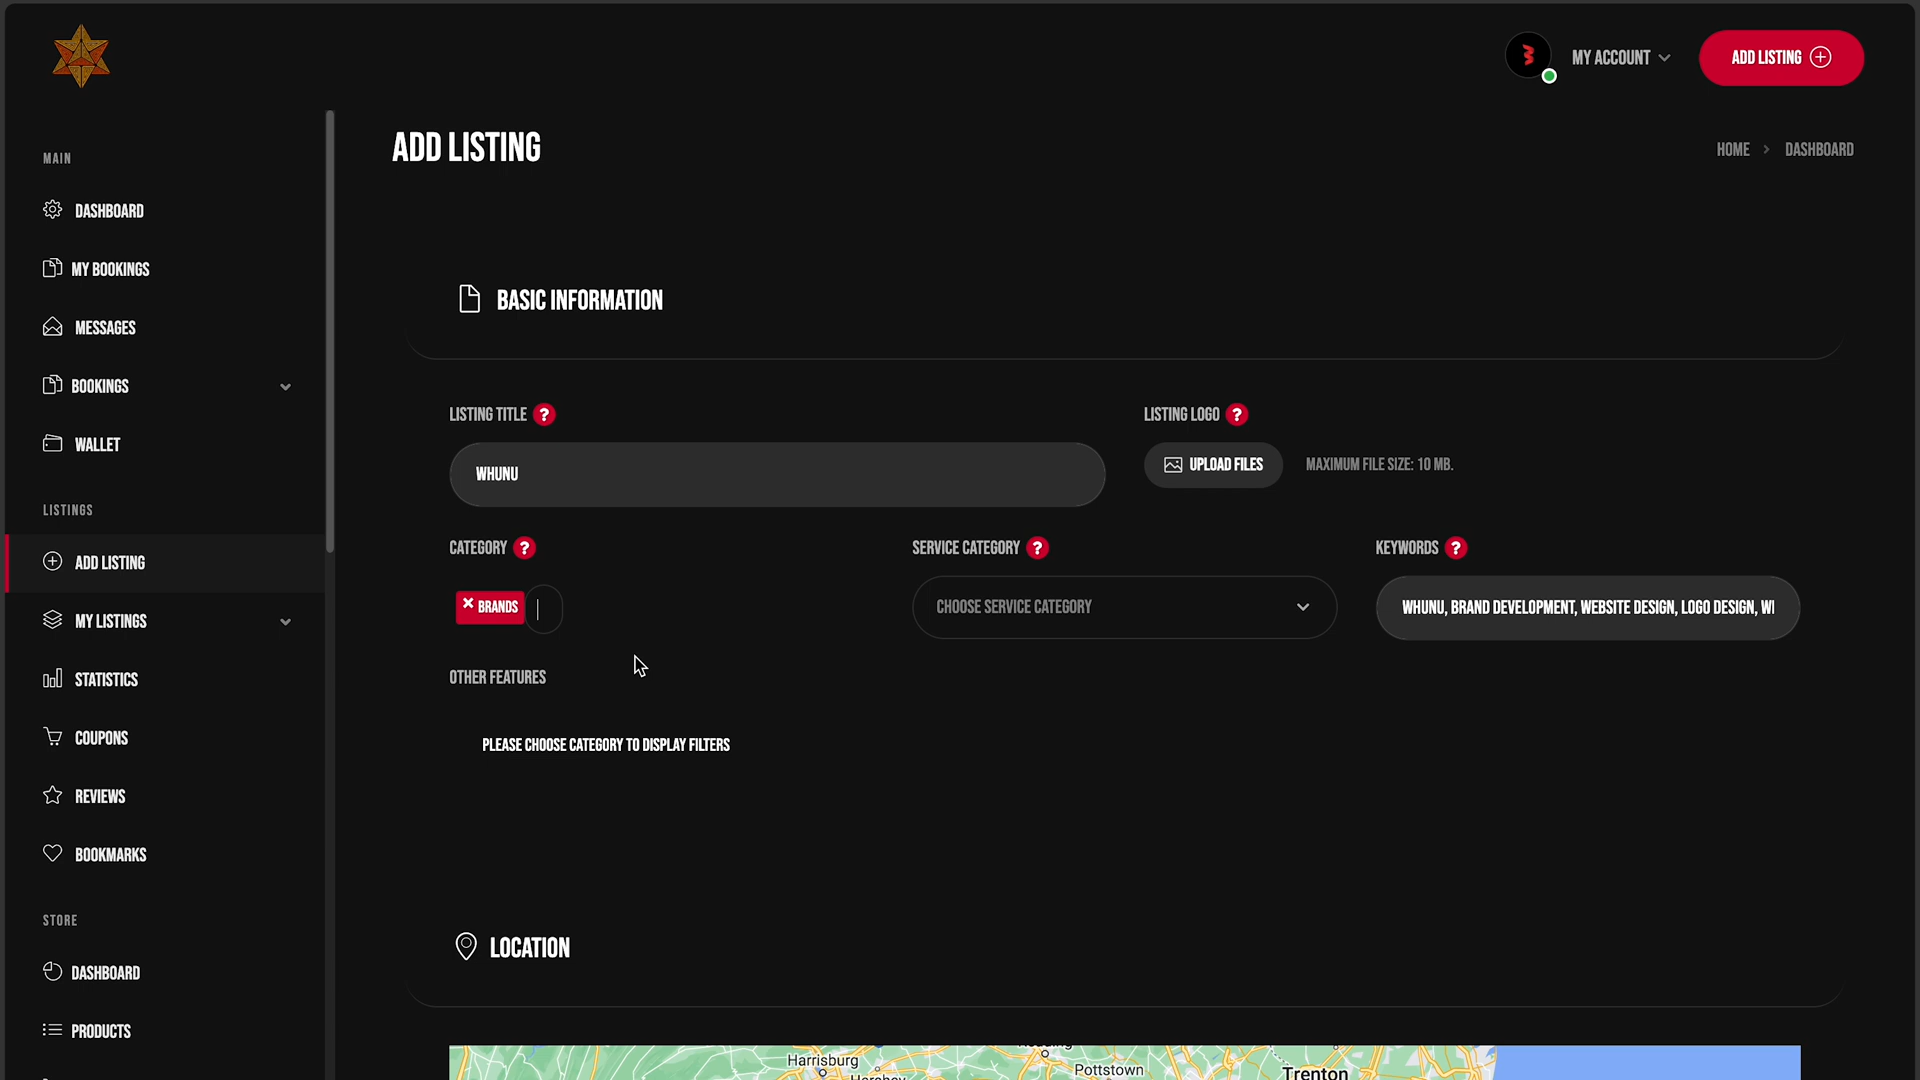 MY ACCOUNT
ADD LISTING
MAIN
DASHBOARD
MY BOOKINGS
MESSAGES
BOOKINGS
WALLET
LISTINGS
ADD LISTING
MY LISTINGS
STATISTICS
COUPONS
REVIEWS
BOOKMARKS
STORE
DASHBOARD
PRODUCTS
ADD LISTING
HOME > DASHBOARD
BASIC INFORMATION
LISTING TITLE ?
WHUNU
LISTING LOGO ?
UPLOAD FILES
MAXIMUM FILE SIZE: 10 MB.
CATEGORY ?
× BRANDS
SERVICE CATEGORY ?
CHOOSE SERVICE CATEGORY
KEYWORDS ?
WHUNU, BRAND DEVELOPMENT, WEBSITE DESIGN, LOGO DESIGN, W
OTHER FEATURES
PLEASE CHOOSE CATEGORY TO DISPLAY FILTERS
LOCATION
Harrisburg
Pottstown
Trenton